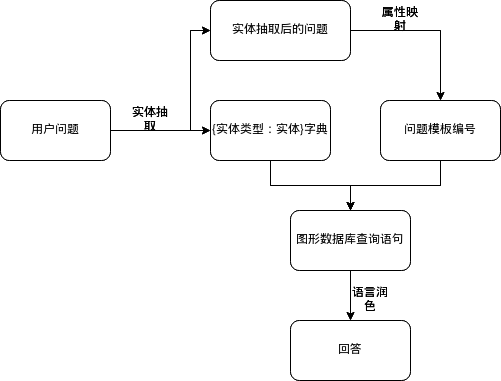 实体抽取后的问题
属性映
射
用户问题
实体抽
取
{实体类型：实体}字典
问题模板编号
图形数据库查询语句
语言润
色
回答